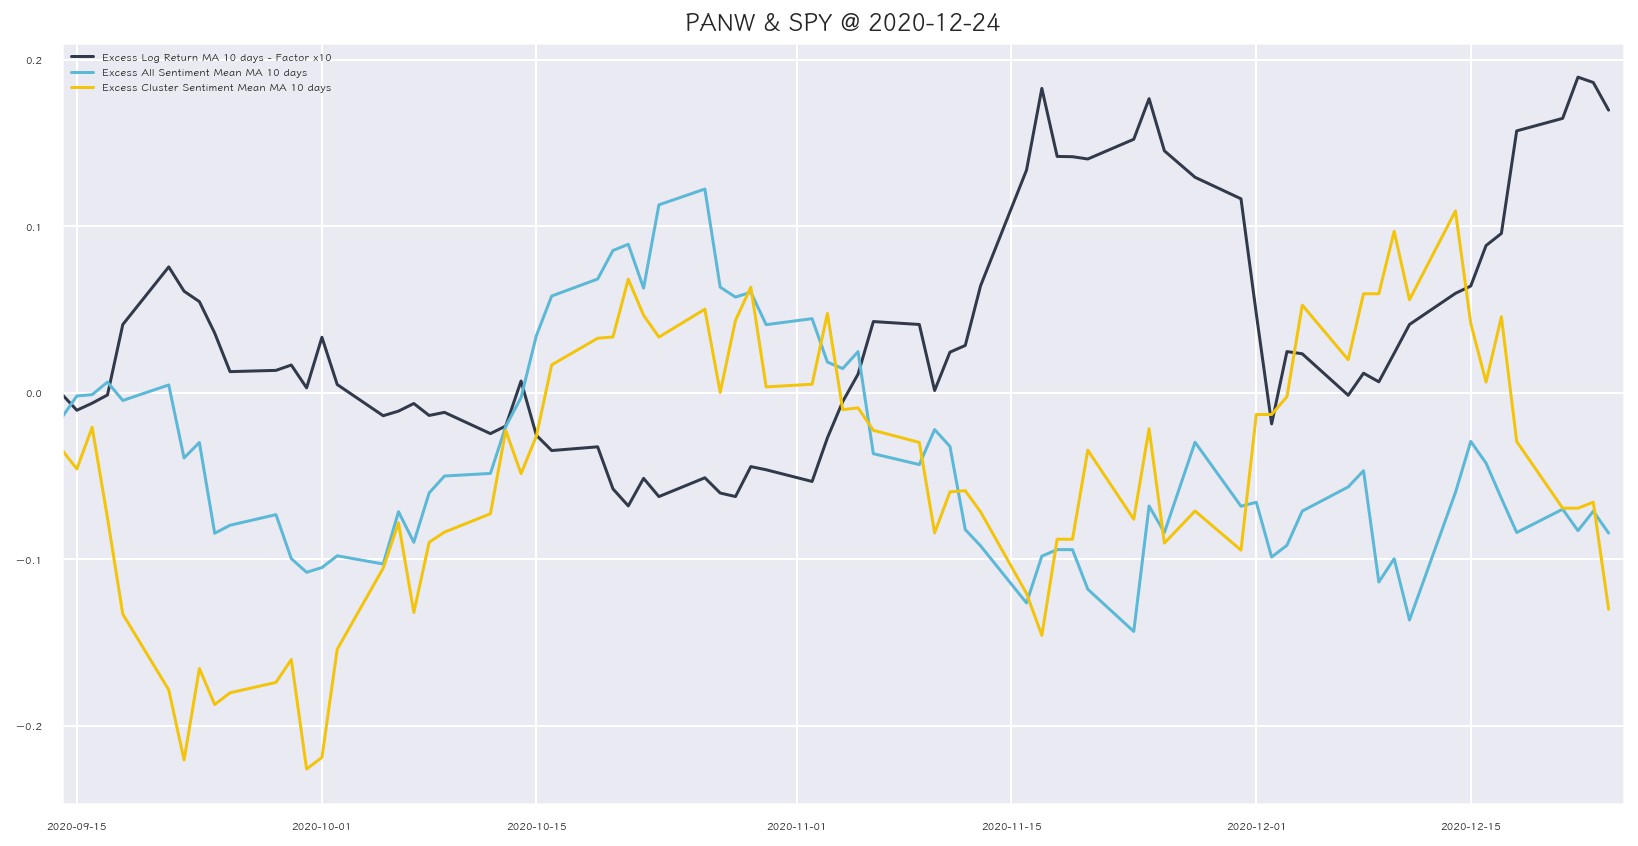 PANW & SPY @ 2020-12-24
Excess Log Return MA 10 days - Factor x10
Excess All Sentiment Mean MA 10 days
Excess Cluster Sentiment Mean MA 10 days
0.2
0.1
0.0
−0.1
−0.2
2020-09-15 2020-10-01 2020-10-15 2020-11-01 2020-11-15 2020-12-01 2020-12-15